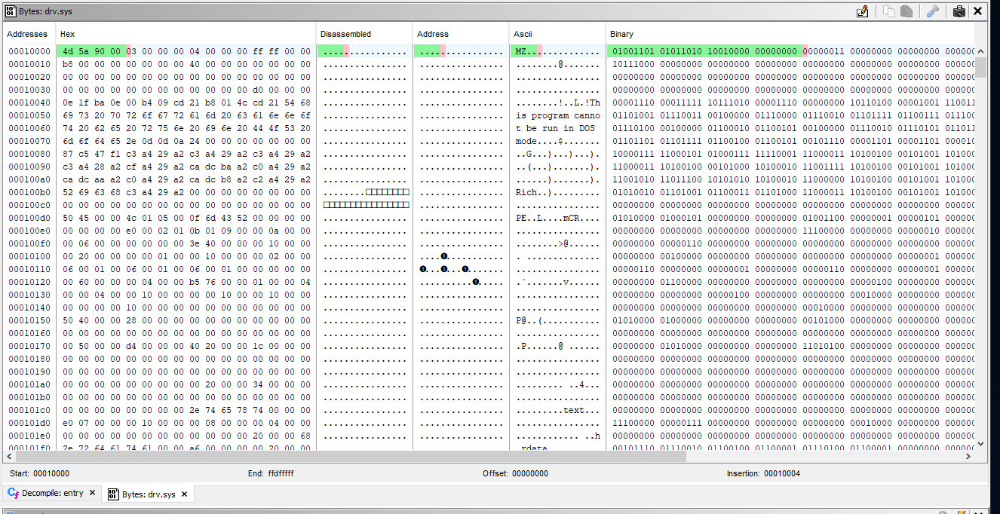 Bytes: drv.sys
Addresses Hex Disassembled Address Ascii Binary
00010000 4d 5a 90 00 03 00 00 00 04 00 00 00 ff ff 00 00 ................ ................ MZ.............. 01001101 01011010 10010000 00000000 00000011 00000000 00000000 000000
00010010 b8 00 00 00 00 00 00 00 40 00 00 00 00 00 00 00 ................ ................ ........@....... 10111000 00000000 00000000 00000000 00000000 00000000 00000000 000000
00010020 00 00 00 00 00 00 00 00 00 00 00 00 00 00 00 00 ................ ................ ................ 00000000 00000000 00000000 00000000 00000000 00000000 00000000 000000
00010030 00 00 00 00 00 00 00 00 00 00 00 00 d0 00 00 00 ................ ................ ................ 00000000 00000000 00000000 00000000 00000000 00000000 00000000 000000
00010040 0e 1f ba 0e 00 b4 09 cd 21 b8 01 4c cd 21 54 68 ................ ................ ........!..L.!Th 00001110 00011111 10111010 00001110 00000000 10110100 00001001 110011
00010050 69 73 20 70 72 6f 67 72 61 6d 20 63 61 6e 6e 6f ................ ................ is program canno 01101001 01110011 00100000 01110000 01110010 01101111 01100111 011100
00010060 74 20 62 65 20 72 75 6e 20 69 6e 20 44 4f 53 20 ................ ................ t be run in DOS 01110100 00100000 01100010 01100101 00100000 01110010 01110101 011011
00010070 6d 6f 64 65 2e 0d 0d 0a 24 00 00 00 00 00 00 00 ................ ................ mode....$....... 01101101 01101111 01100100 01100101 00101110 00001101 00001101 000010
00010080 87 c5 47 f1 c3 a4 29 a2 c3 a4 29 a2 c3 a4 29 a2 ................ ................ ..G...)...)...). 10000111 11000101 01000111 11110001 11000011 10100100 00101001 101000
00010090 c3 a4 28 a2 cf a4 29 a2 ca dc ba a2 c0 a4 29 a2 ................ ................ ..(...).......). 11000011 10100100 00101000 10100010 11001111 10100100 00101001 101000
000100a0 ca dc aa a2 c0 a4 29 a2 ca dc b8 a2 c2 a4 29 a2 ................ ................ ......).......). 11001010 11011100 10101010 10100010 11000000 10100100 00101001 101000
000100b0 52 69 63 68 c3 a4 29 a2 00 00 00 00 00 00 00 00 ........□□□□□□□□ ................ Rich..)......... 01010010 01101001 01100011 01101000 11000011 10100100 00101001 101000
000100c0 00 00 00 00 00 00 00 00 00 00 00 00 00 00 00 00 □□□□□□□□□□□□□□□□ ................ ................ 00000000 00000000 00000000 00000000 00000000 00000000 00000000 000000
000100d0 50 45 00 00 4c 01 05 00 0f 6d 43 52 00 00 00 00 ................ ................ PE..L....mCR.... 01010000 01000101 00000000 00000000 01001100 00000001 00000101 000000
000100e0 00 00 00 00 e0 00 02 01 0b 01 09 00 00 0a 00 00 ................ ................ ................ 00000000 00000000 00000000 00000000 11100000 00000000 00000010 000000
000100f0 00 06 00 00 00 00 00 00 3e 40 00 00 00 10 00 00 ................ ................ ........>@...... 00000000 00000110 00000000 00000000 00000000 00000000 00000000 000000
00010100 00 20 00 00 00 00 01 00 00 10 00 00 00 02 00 00 ................ ....❶........... . .............. 00000000 00100000 00000000 00000000 00000000 00000000 00000001 000000
00010110 06 00 01 00 06 00 01 00 06 00 01 00 00 00 00 00 ................ ❶...❶...❶....... ................ 00000110 00000000 00000001 00000000 00000110 00000000 00000001 000000
00010120 00 60 00 00 00 04 00 00 b5 76 00 00 01 00 00 04 ................ ..........❶..... .`.......v...... 00000000 01100000 00000000 00000000 00000000 00000100 00000000 000000
00010130 00 00 04 00 00 10 00 00 00 00 10 00 00 10 00 00 ................ ................ ................ 00000000 00000000 00000100 00000000 00000000 00010000 00000000 000000
00010140 00 00 00 00 10 00 00 00 00 00 00 00 00 00 00 00 ................ ................ ................ 00000000 00000000 00000000 00000000 00010000 00000000 00000000 000000
00010150 50 40 00 00 28 00 00 00 00 00 00 00 00 00 00 00 ................ ................ P@..(........... 01010000 01000000 00000000 00000000 00101000 00000000 00000000 000000
00010160 00 00 00 00 00 00 00 00 00 00 00 00 00 00 00 00 ................ ................ ................ 00000000 00000000 00000000 00000000 00000000 00000000 00000000 000000
00010170 00 50 00 00 d4 00 00 00 40 20 00 00 1c 00 00 00 ................ ................ .P......@ ...... 00000000 01010000 00000000 00000000 11010100 00000000 00000000 000000
00010180 00 00 00 00 00 00 00 00 00 00 00 00 00 00 00 00 ................ ................ ................ 00000000 00000000 00000000 00000000 00000000 00000000 00000000 000000
00010190 00 00 00 00 00 00 00 00 00 00 00 00 00 00 00 00 ................ ................ ................ 00000000 00000000 00000000 00000000 00000000 00000000 00000000 000000
000101a0 00 00 00 00 00 00 00 00 00 20 00 00 34 00 00 00 ................ ................ ......... ..4... 00000000 00000000 00000000 00000000 00000000 00000000 00000000 000000
000101b0 00 00 00 00 00 00 00 00 00 00 00 00 00 00 00 00 ................ ................ ................ 00000000 00000000 00000000 00000000 00000000 00000000 00000000 000000
000101c0 00 00 00 00 00 00 00 00 2e 74 65 78 74 00 00 00 ................ ................ .........text... 00000000 00000000 00000000 00000000 00000000 00000000 00000000 000000
000101d0 e0 07 00 00 00 10 00 00 00 08 00 00 00 04 00 00 ................ ................ ................ 11100000 00000111 00000000 00000000 00000000 00010000 00000000 000000
000101e0 00 00 00 00 00 00 00 00 00 00 00 00 20 00 00 68 ................ ................ ............ ..h 00000000 00000000 00000000 00000000 00000000 00000000 00000000 000000
000101f0 2e 72 64 61 74 61 00 00 a6 00 00 00 00 20 00 00 ................ ................ .rdata....... .. 00101110 01110010 01100100 01100001 01110100 01100001 00000000 000000
Start: 00010000 End: ffdfffff Offset: 00000000 Insertion: 00010004
Decompile: entry Bytes: drv.sys